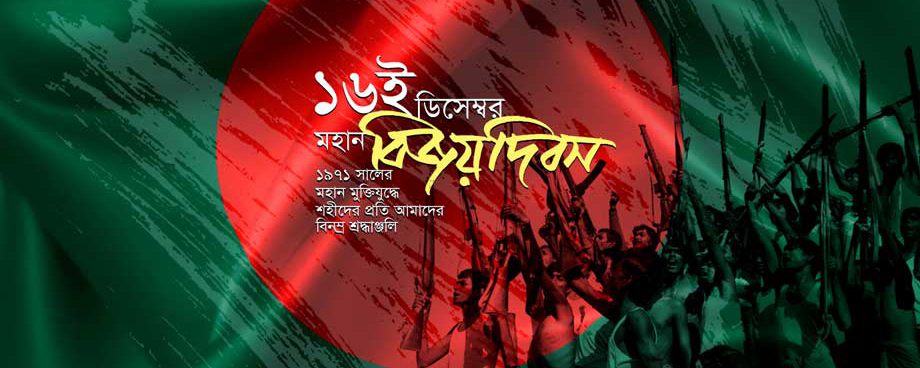 ১৬ই ডিসেম্বর
মহান বিজয় দিবস
১৯৭১ সালের
মহান মুক্তিযুদ্ধে
শহীদের প্রতি আমাদের
বিনম্র শ্রদ্ধাঞ্জলি